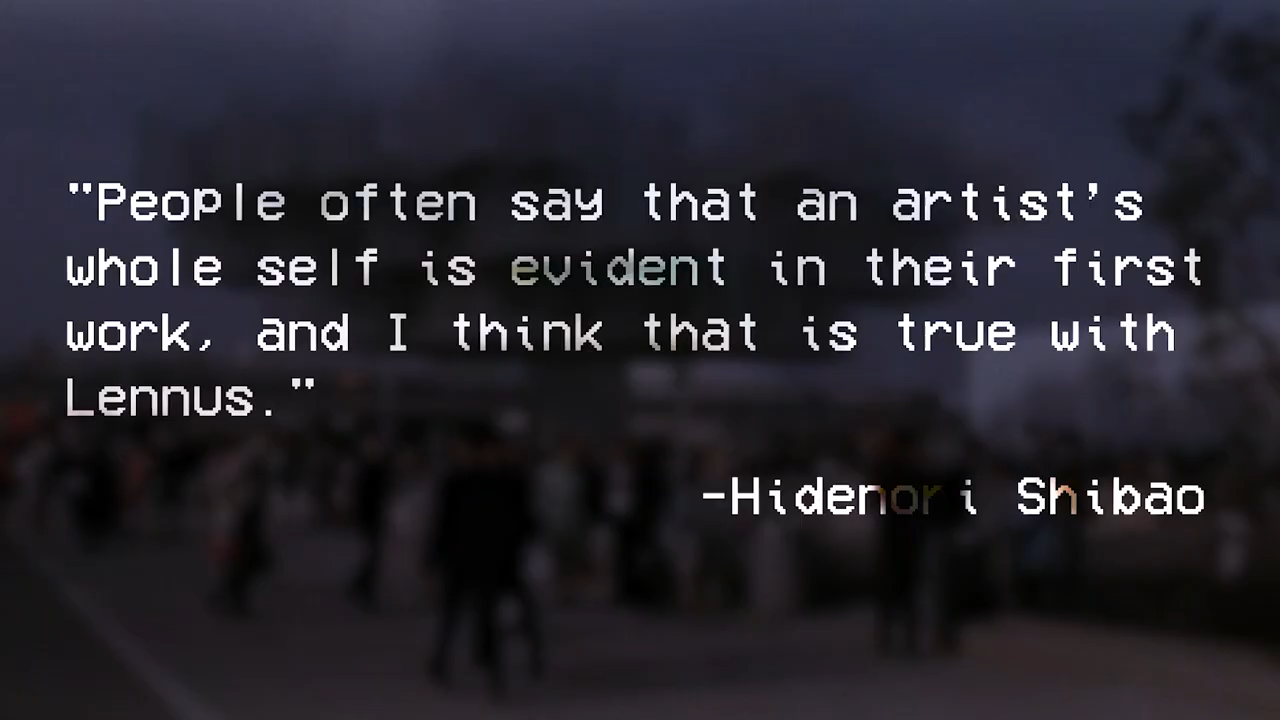 "People often say that an artist's
whole self is evident in their first
work, and I think that is true with
Lennus."
-Hidenori Shibao